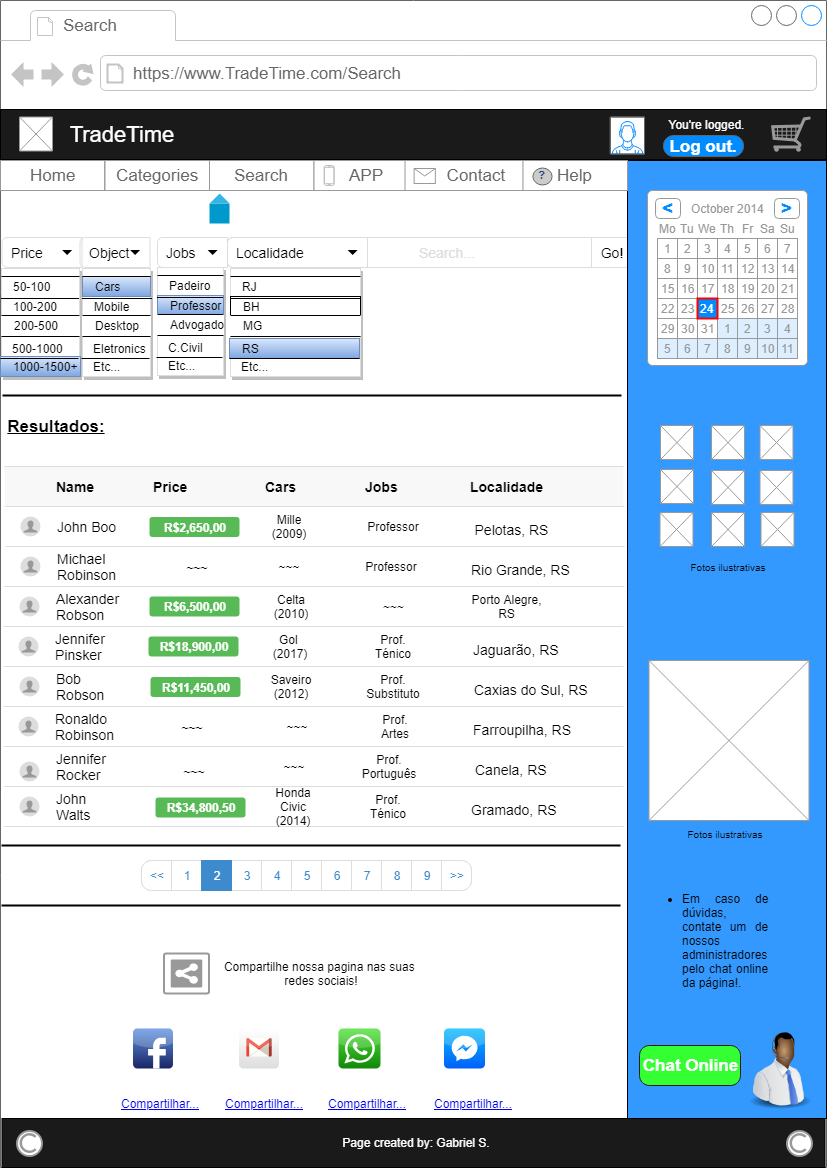 Search
https://www.TradeTime.com/Search
TradeTime
You're logged.
Log out.
Home Categories Search APP Contact ? Help
Price Object Jobs Localidade Search... Go!
50-100 Cars Padeiro RJ
100-200 Mobile Professor BH
200-500 Desktop Advogado MG
500-1000 Eletronics C.Civil RS
1000-1500+ Etc... Etc... Etc...
Resultados:
Name Price Cars Jobs Localidade
John Boo R$2,650,00 Mille (2009) Professor Pelotas, RS
Michael Robinson ~~~ ~~~ Professor Rio Grande, RS
Alexander Robson R$6,500,00 Celta (2010) ~~~ Porto Alegre, RS
Jennifer Pinsker R$18,900,00 Gol (2017) Prof. Ténico Jaguarão, RS
Bob Robson R$11,450,00 Saveiro (2012) Prof. Substituto Caxias do Sul, RS
Ronaldo Robinson ~~~ ~~~ Prof. Artes Farroupilha, RS
Jennifer Rocker ~~~ ~~~ Prof. Português Canela, RS
John Walts R$34,800,50 Honda Civic (2014) Prof. Ténico Gramado, RS
<< 1 2 3 4 5 6 7 8 9 >>
Compartilhe nossa pagina nas suas
redes sociais!
Compartilhar... Compartilhar... Compartilhar... Compartilhar...
< October 2014 >
Mo Tu We Th Fr Sa Su
1 2 3 4 5 6 7
8 9 10 11 12 13 14
15 16 17 18 19 20 21
22 23 24 25 26 27 28
29 30 31 1 2 3 4
5 6 7 8 9 10 11
Fotos ilustrativas
Fotos ilustrativas
• Em caso de
dúvidas,
contate um de
nossos
administradores
pelo chat online
da página!.
Chat Online
Page created by: Gabriel S.